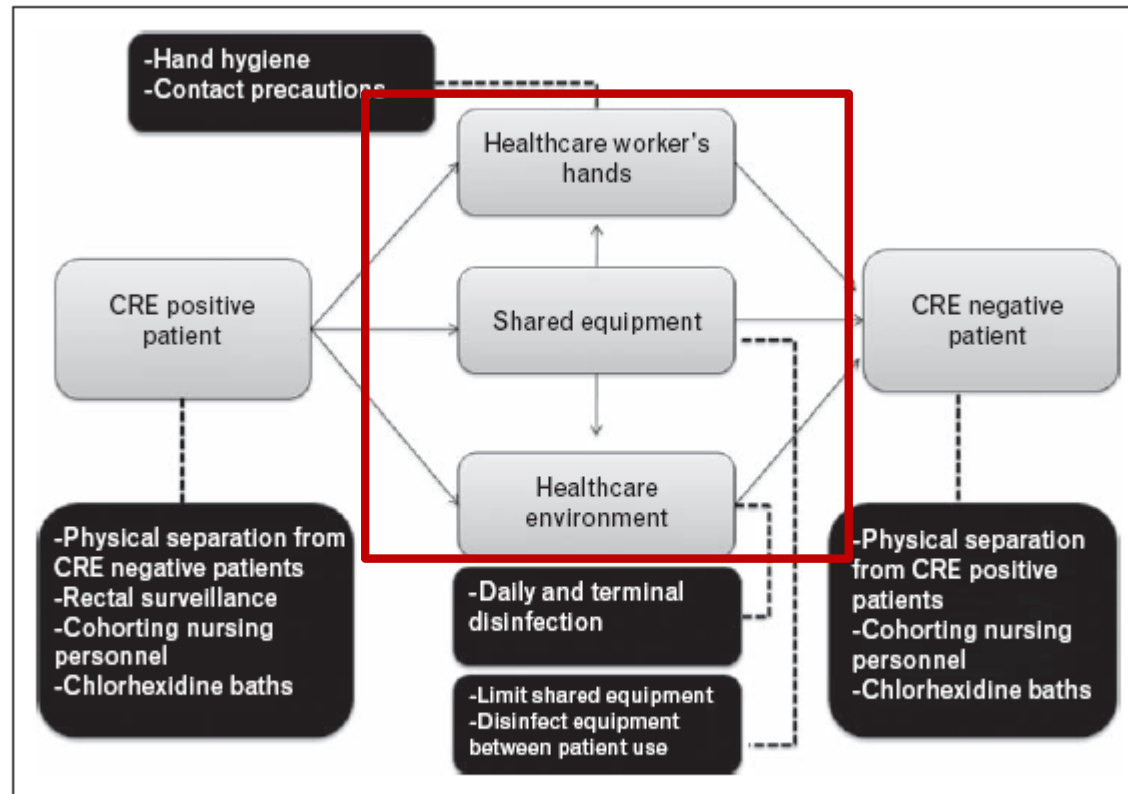 -Hand hygiene
-Contact precautions
Healthcare worker's
hands
CRE positive
patient
Shared equipment
CRE negative
patient
Healthcare
environment
-Physical separation from
CRE negative patients
-Rectal surveillance
-Cohorting nursing
personnel
-Chlorhexidine baths
-Daily and terminal
disinfection
-Limit shared equipment
-Disinfect equipment
between patient use
-Physical separation
from CRE positive
patients
-Cohorting nursing
personnel
-Chlorhexidine baths